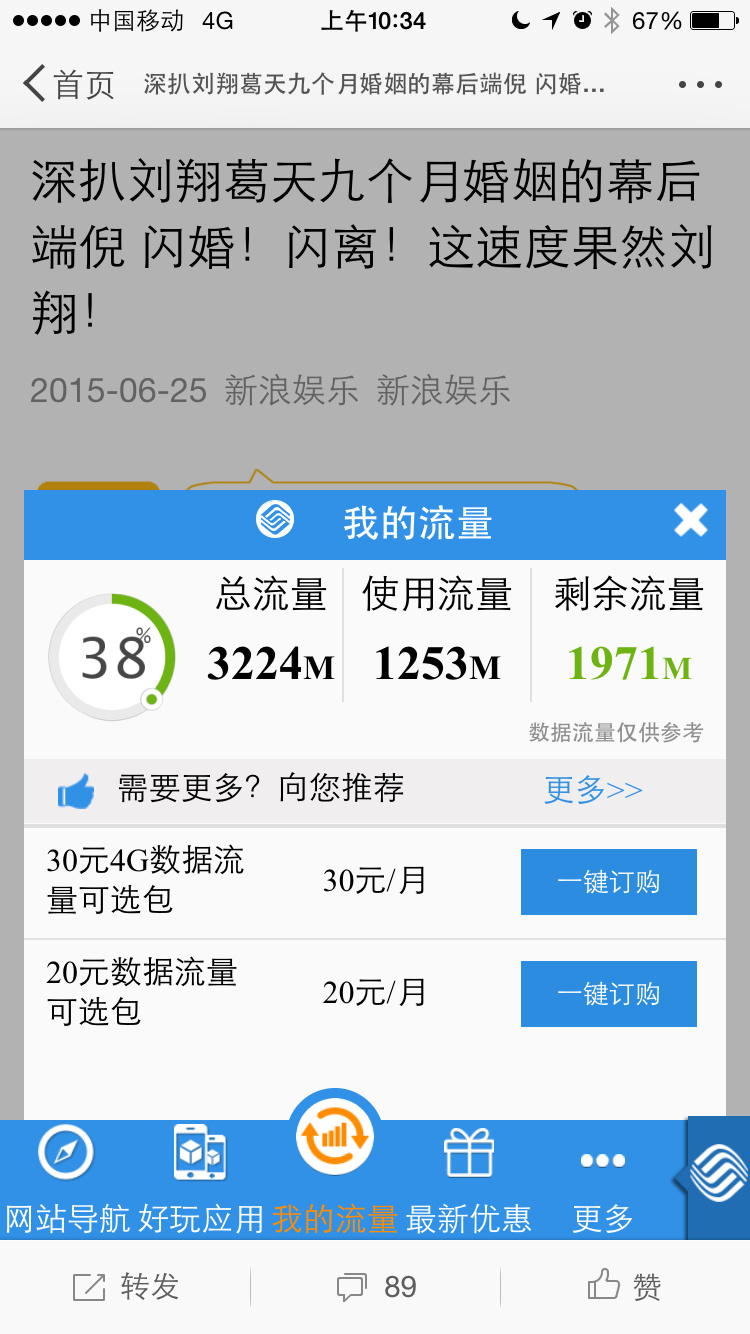 中国移动 4G 上午10:34 67%
首页 深扒刘翔葛天九个月婚姻的幕后端倪 闪婚...
深扒刘翔葛天九个月婚姻的幕后
端倪 闪婚！闪离！这速度果然刘
翔！
2015-06-25 新浪娱乐 新浪娱乐
我的流量
总流量 使用流量 剩余流量
38% 3224M 1253M 1971M
数据流量仅供参考
需要更多？向您推荐 更多>>
30元4G数据流
量可选包
30元/月 一键订购
20元数据流量
可选包
20元/月 一键订购
网站导航 好玩应用 我的流量 最新优惠 更多
转发 89 赞